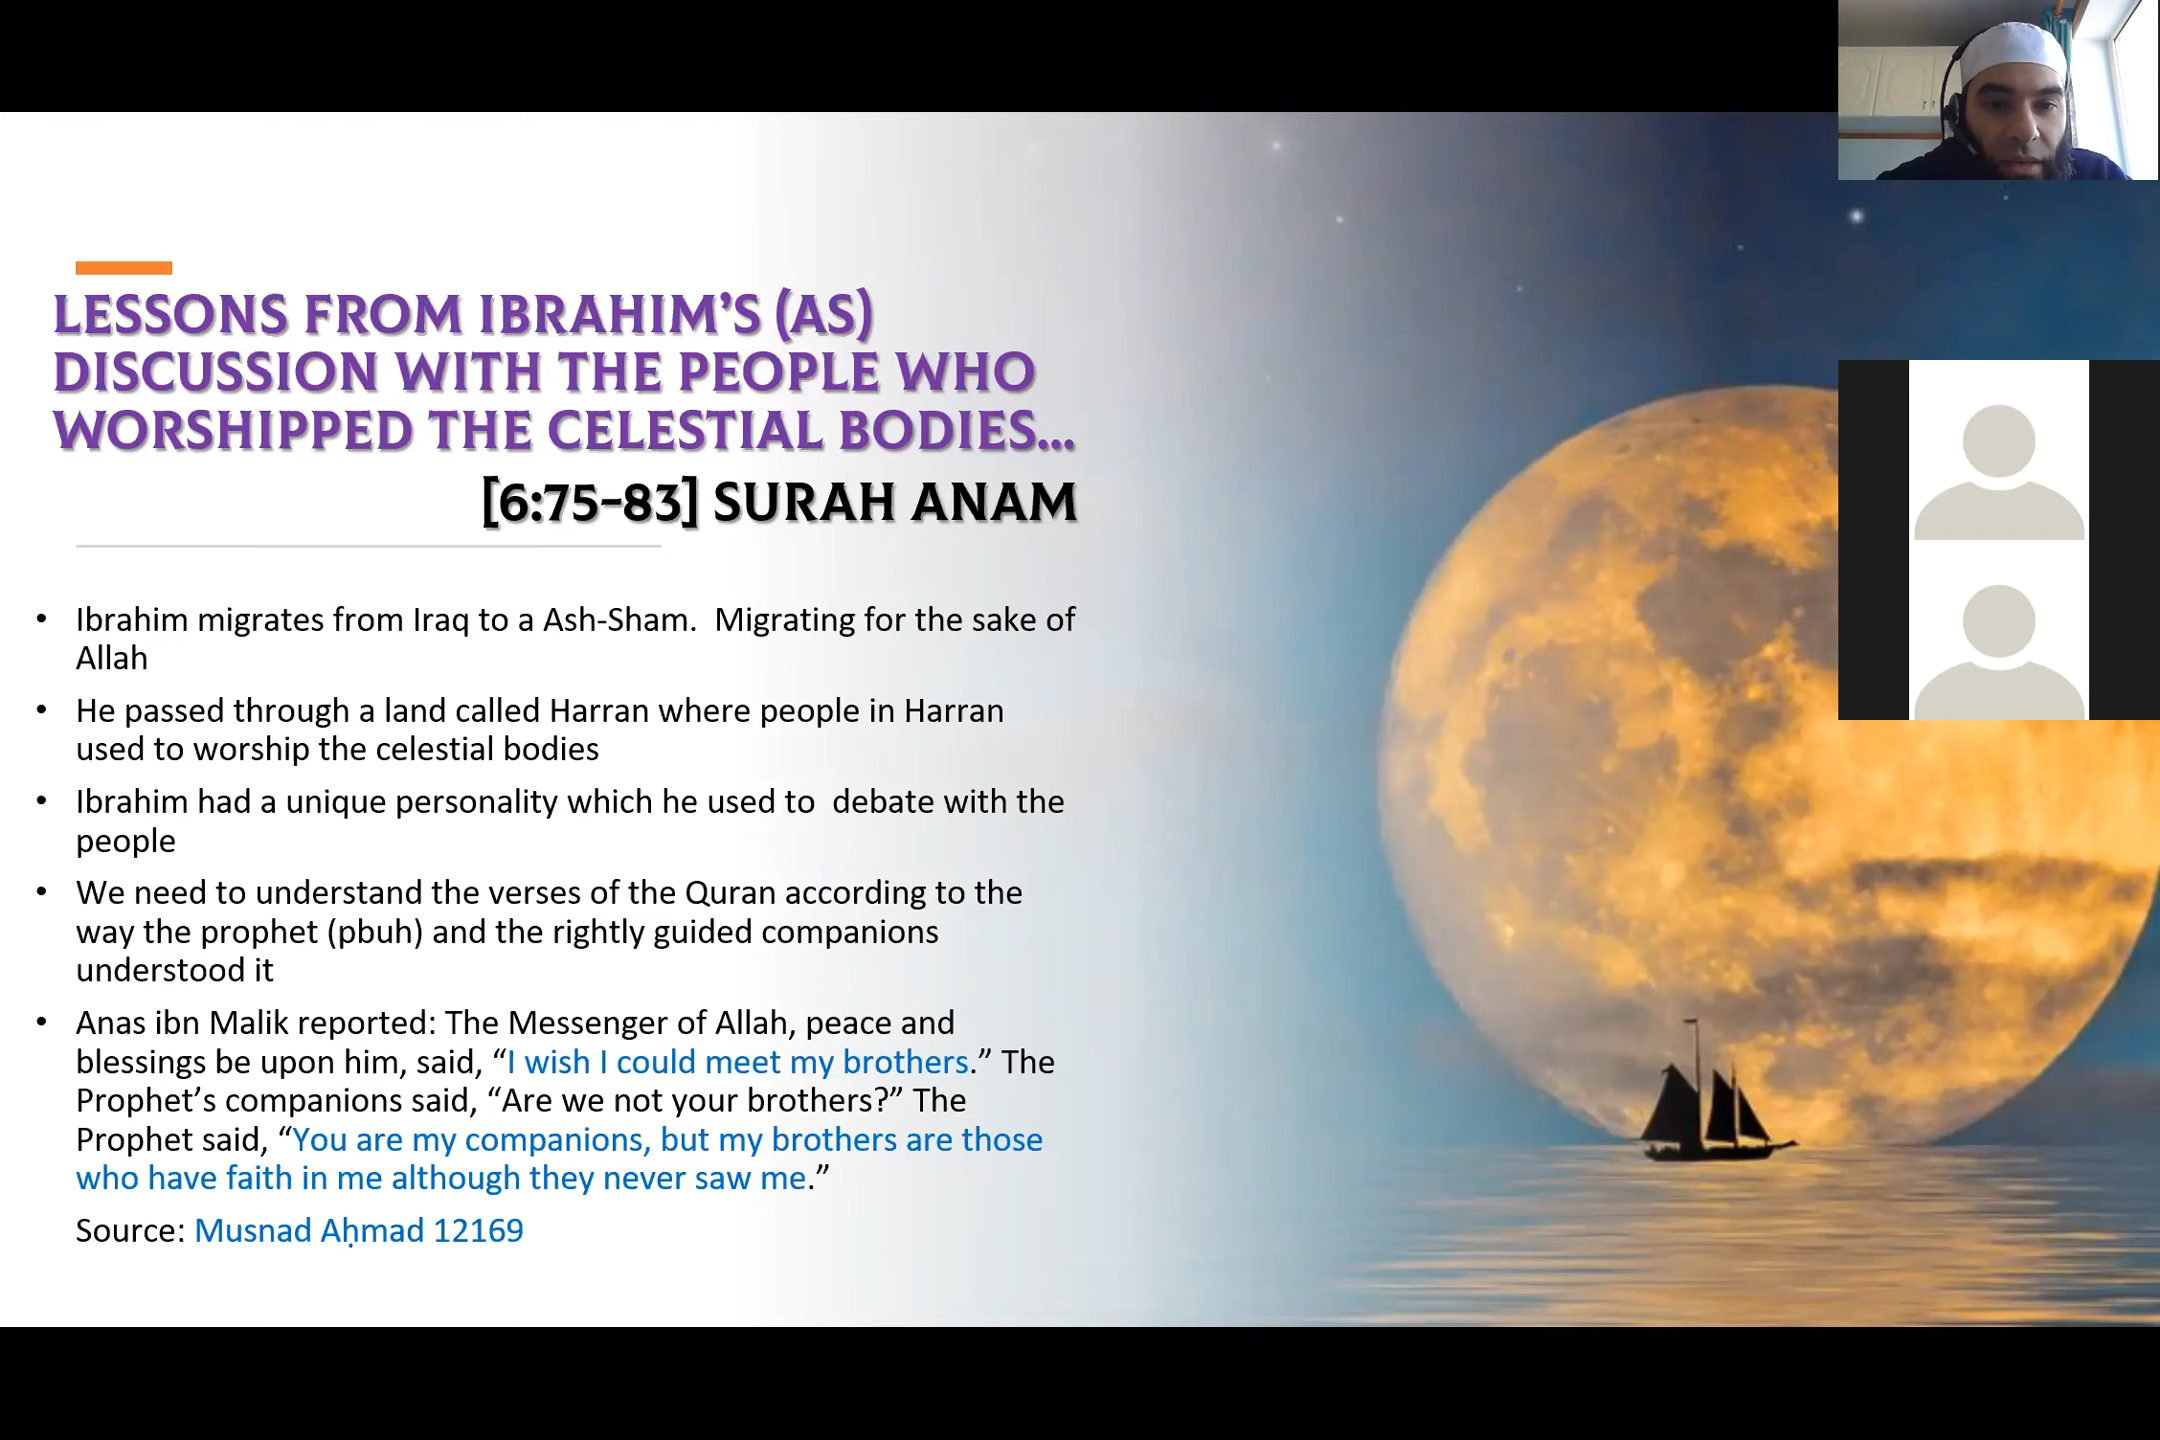 LESSONS FROM IBRAHIM’S (AS)
DISCUSSION WITH THE PEOPLE WHO
WORSHIPPED THE CELESTIAL BODIES...
[6:75-83] SURAH ANAM
• Ibrahim migrates from Iraq to a Ash-Sham.  Migrating for the sake of
Allah
• He passed through a land called Harran where people in Harran
used to worship the celestial bodies
• Ibrahim had a unique personality which he used to  debate with the
people
• We need to understand the verses of the Quran according to the
way the prophet (pbuh) and the rightly guided companions
understood it
• Anas ibn Malik reported: The Messenger of Allah, peace and
blessings be upon him, said, “I wish I could meet my brothers.” The
Prophet’s companions said, “Are we not your brothers?” The
Prophet said, “You are my companions, but my brothers are those
who have faith in me although they never saw me.”
Source: Musnad Aḥmad 12169